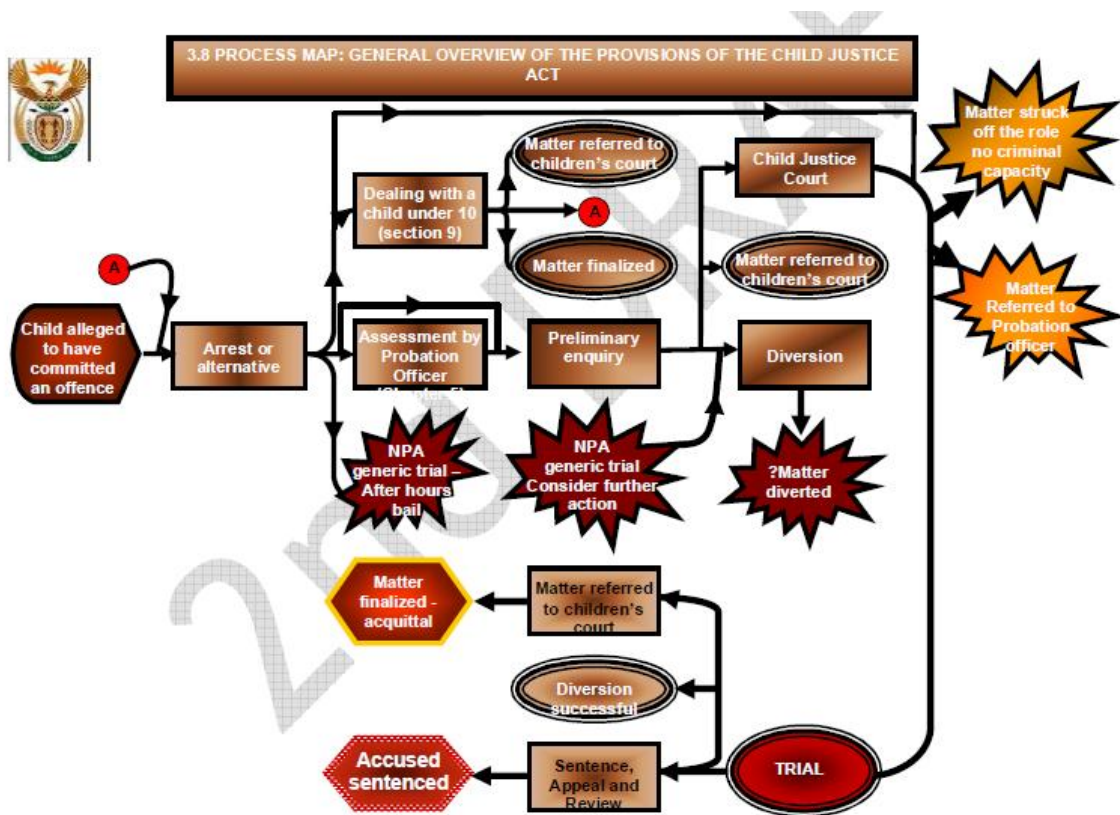 3.8 PROCESS MAP: GENERAL OVERVIEW OF THE PROVISIONS OF THE CHILD JUSTICE
ACT
Matter struck
off the role
no criminal
capacity
Matter referred to
children's court
Child Justice
Court
Dealing with a
child under 10
(section 9)
A
Matter finalized
Matter referred to
children's court
A
Matter
Referred to
Probation
officer
Child alleged
to have
committed
an offence
Arrest or
alternative
Assessment by
Probation
Officer
(Chapter 5)
Preliminary
enquiry
Diversion
NPA
generic trial –
After hours
bail
NPA
generic trial
Consider further
action
?Matter
diverted
Matter
finalized -
acquittal
Matter referred
to children's
court
Diversion
successful
Accused
sentenced
Sentence,
Appeal and
Review
TRIAL
2nd DRA